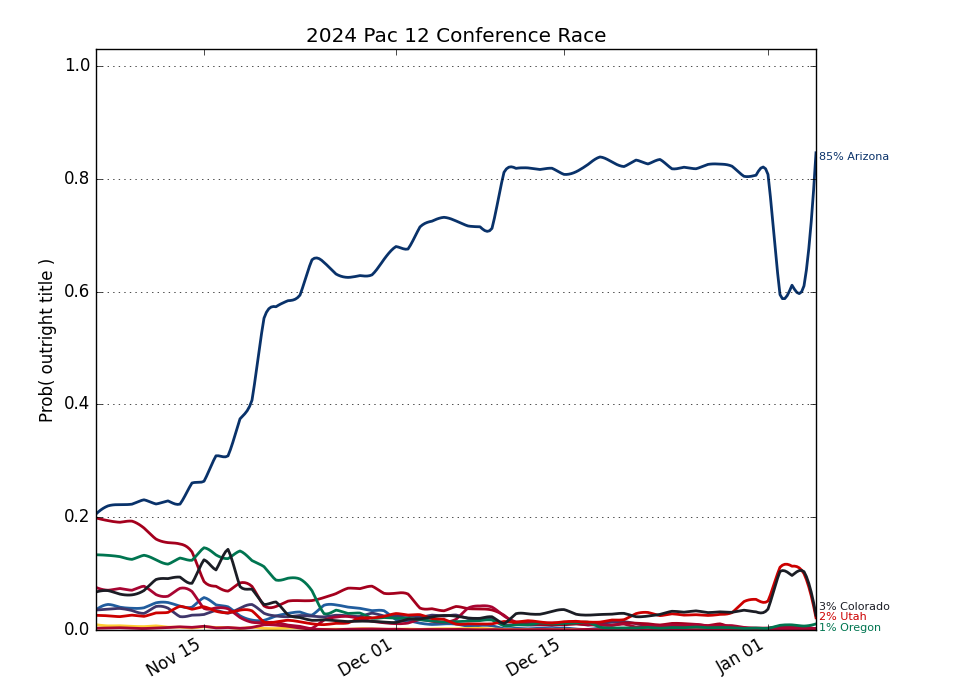 2024 Pac 12 Conference Race
Prob( outright title )
1.0
0.8
0.6
0.4
0.2
0.0
Nov 15
Dec 01
Dec 15
Jan 01
85% Arizona
3% Colorado
2% Utah
1% Oregon